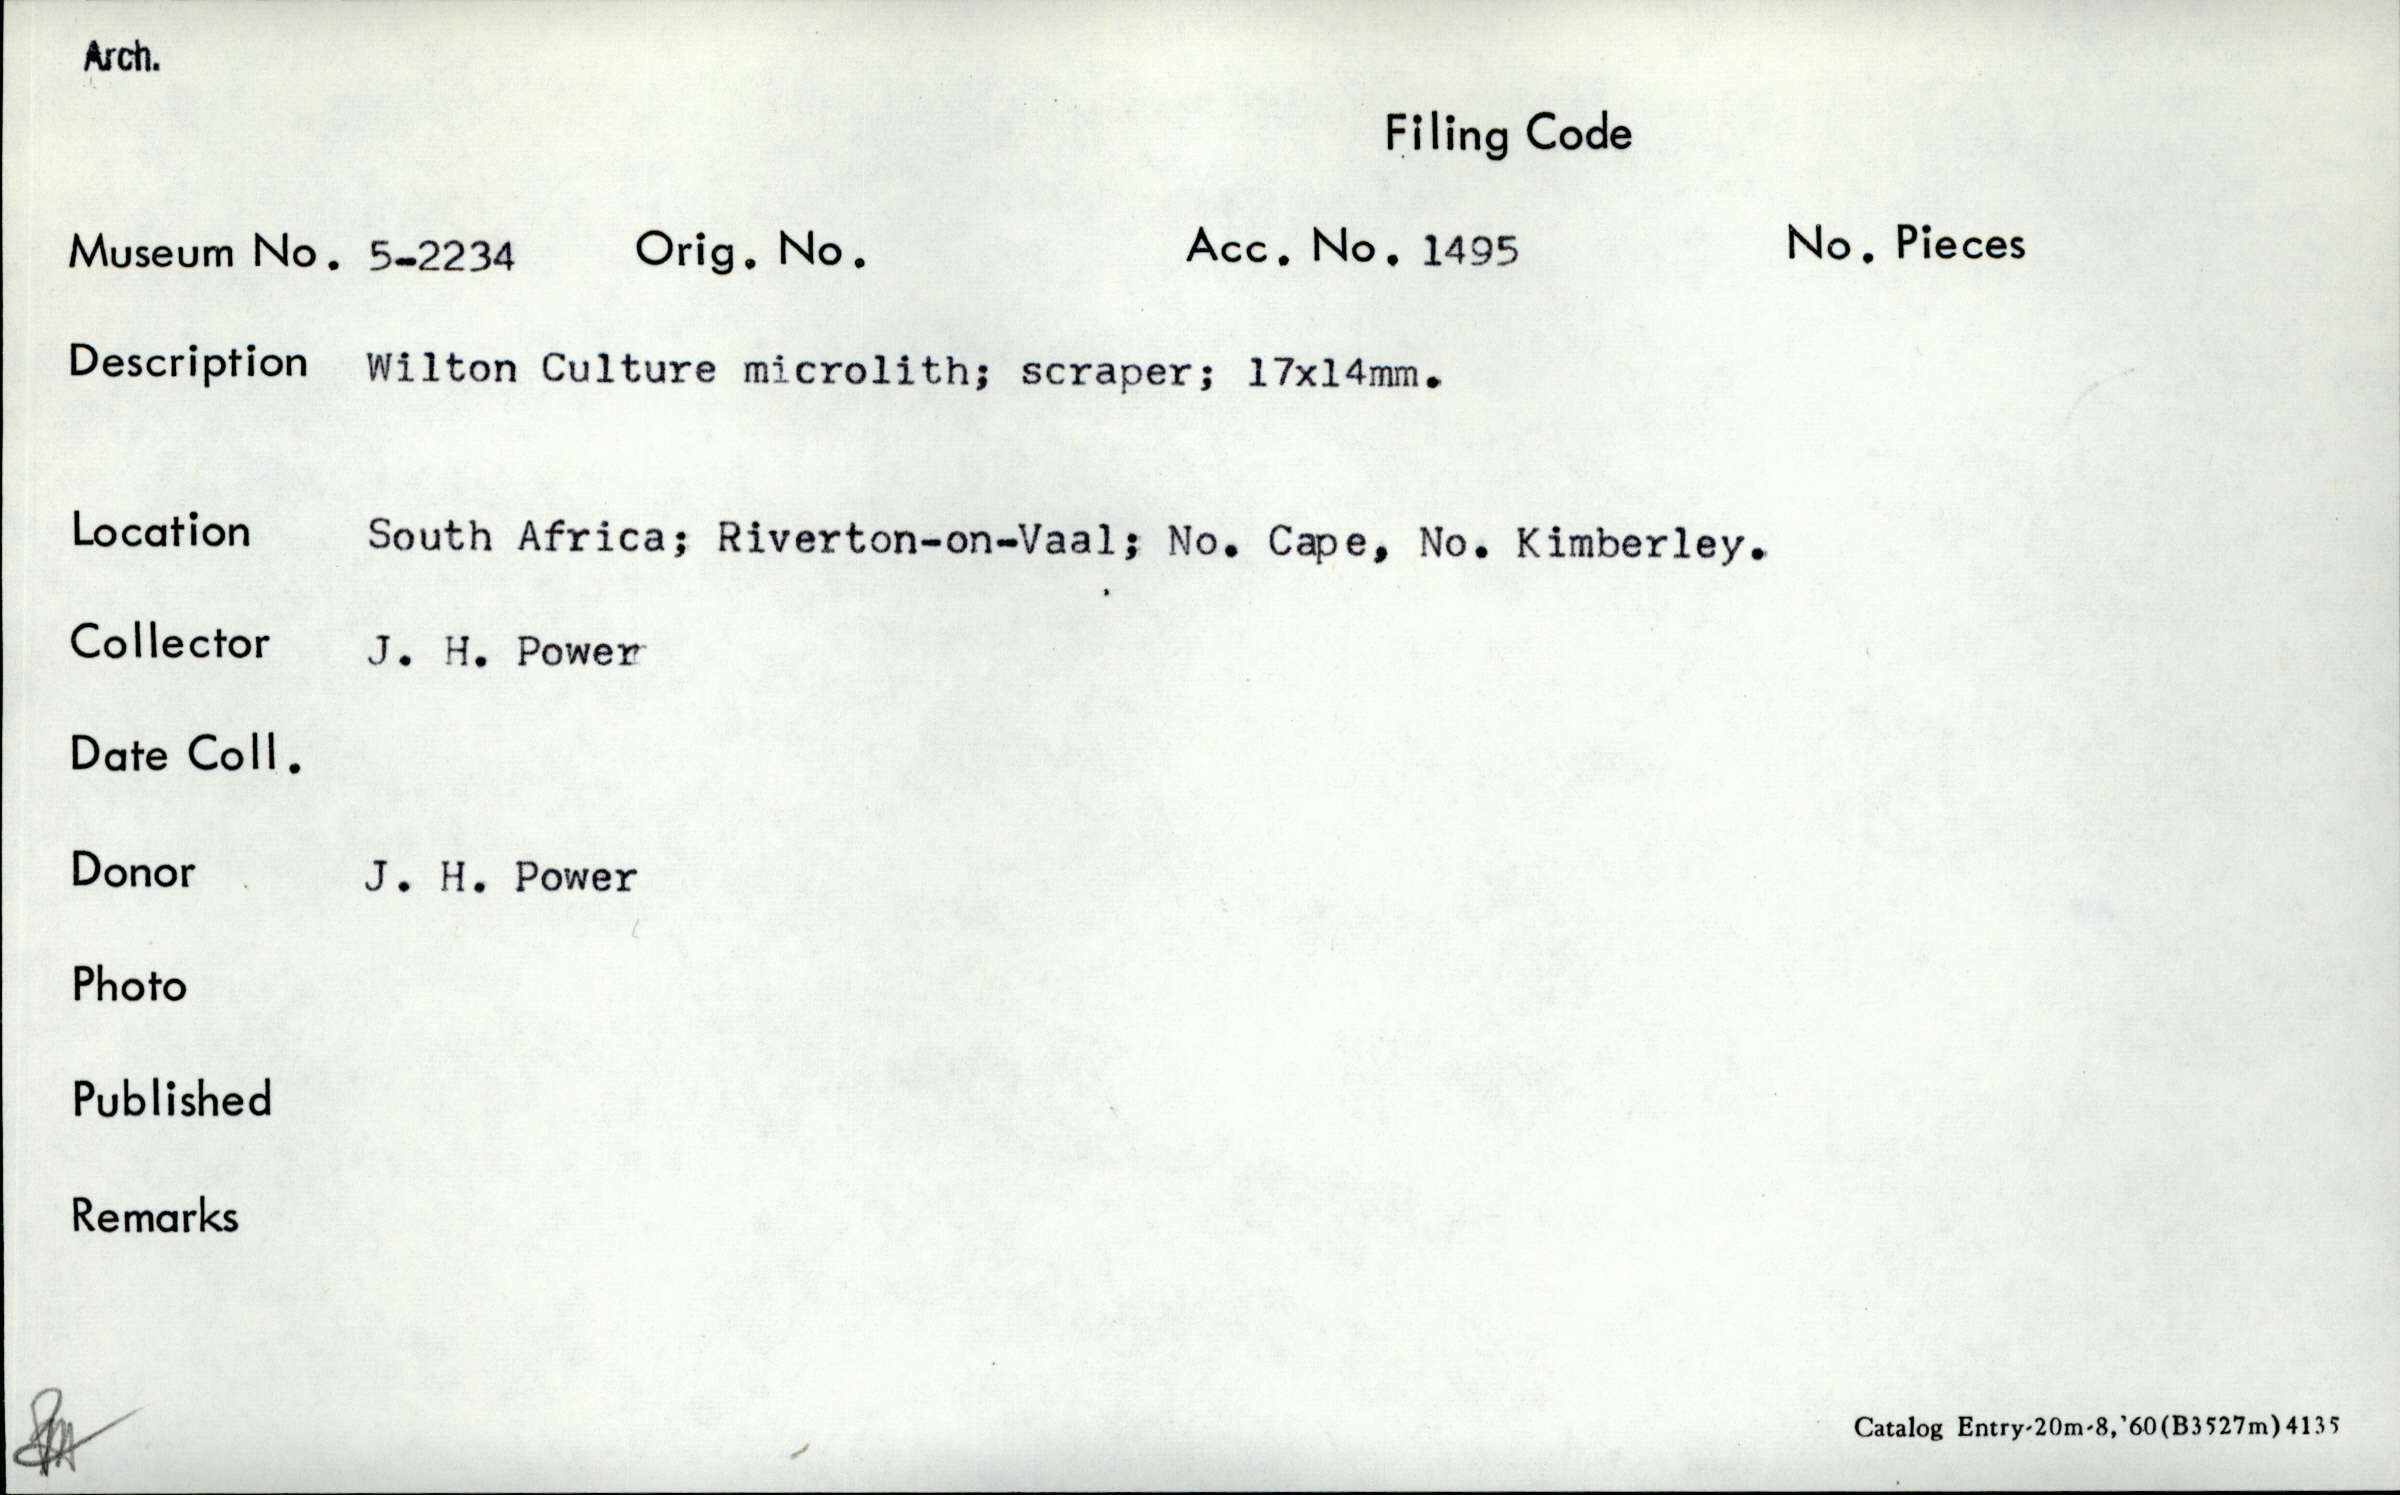 Arch.
Filing Code
Museum No. 5-2234 Orig. No. Acc. No. 1495 No. Pieces
Description Wilton Culture microlith; scraper; 17x14mm.
Location South Africa; Riverton-on-Vaal; No. Cape, No. Kimberley.
Collector J. H. Power
Date Coll.
Donor J. H. Power
Photo
Published
Remarks
Catalog Entry-20m-8,'60(B3527m)4135